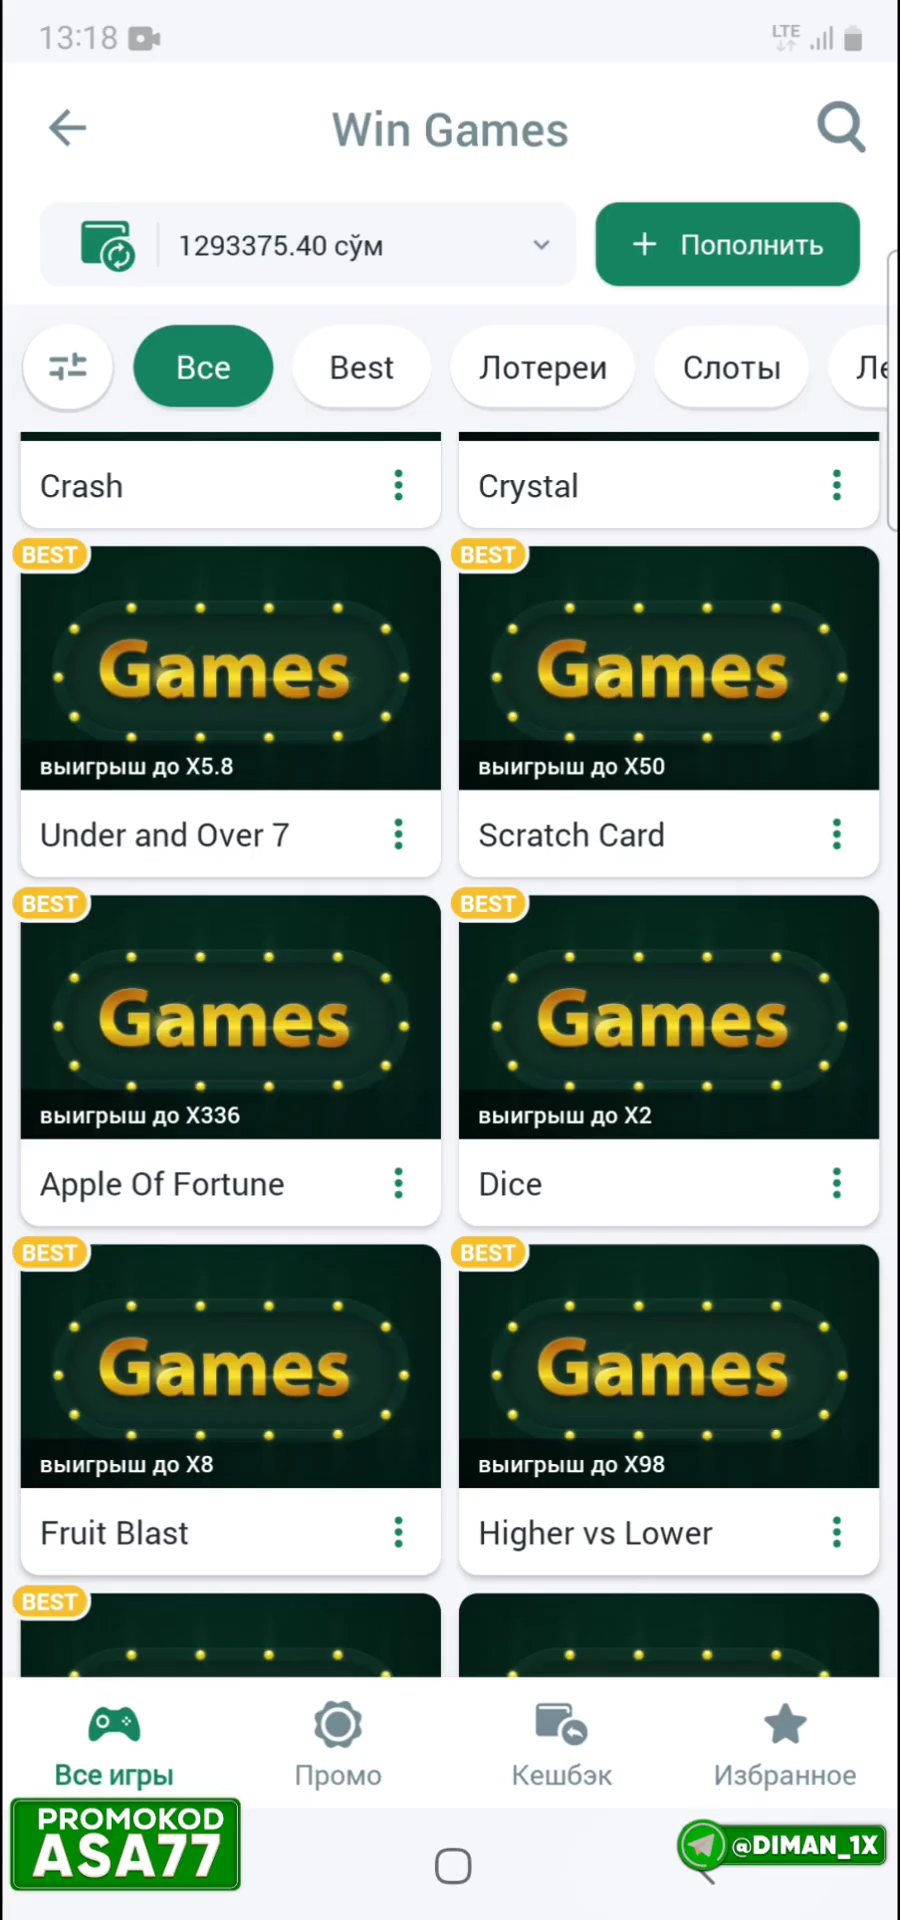 13:18
LTE
Win Games
1293375.40 сўм
+ Пополнить
Все
Best
Лотереи
Слоты
Ле
Crash
Crystal
BEST
BEST
Games
Games
выигрыш до X5.8
выигрыш до X50
Under and Over 7
Scratch Card
BEST
BEST
Games
Games
выигрыш до X336
выигрыш до X2
Apple Of Fortune
Dice
BEST
BEST
Games
Games
выигрыш до X8
выигрыш до X98
Fruit Blast
Higher vs Lower
BEST
Все игры
Промо
Кешбэк
Избранное
PROMOKOD
ASA77
@DIMAN_1X